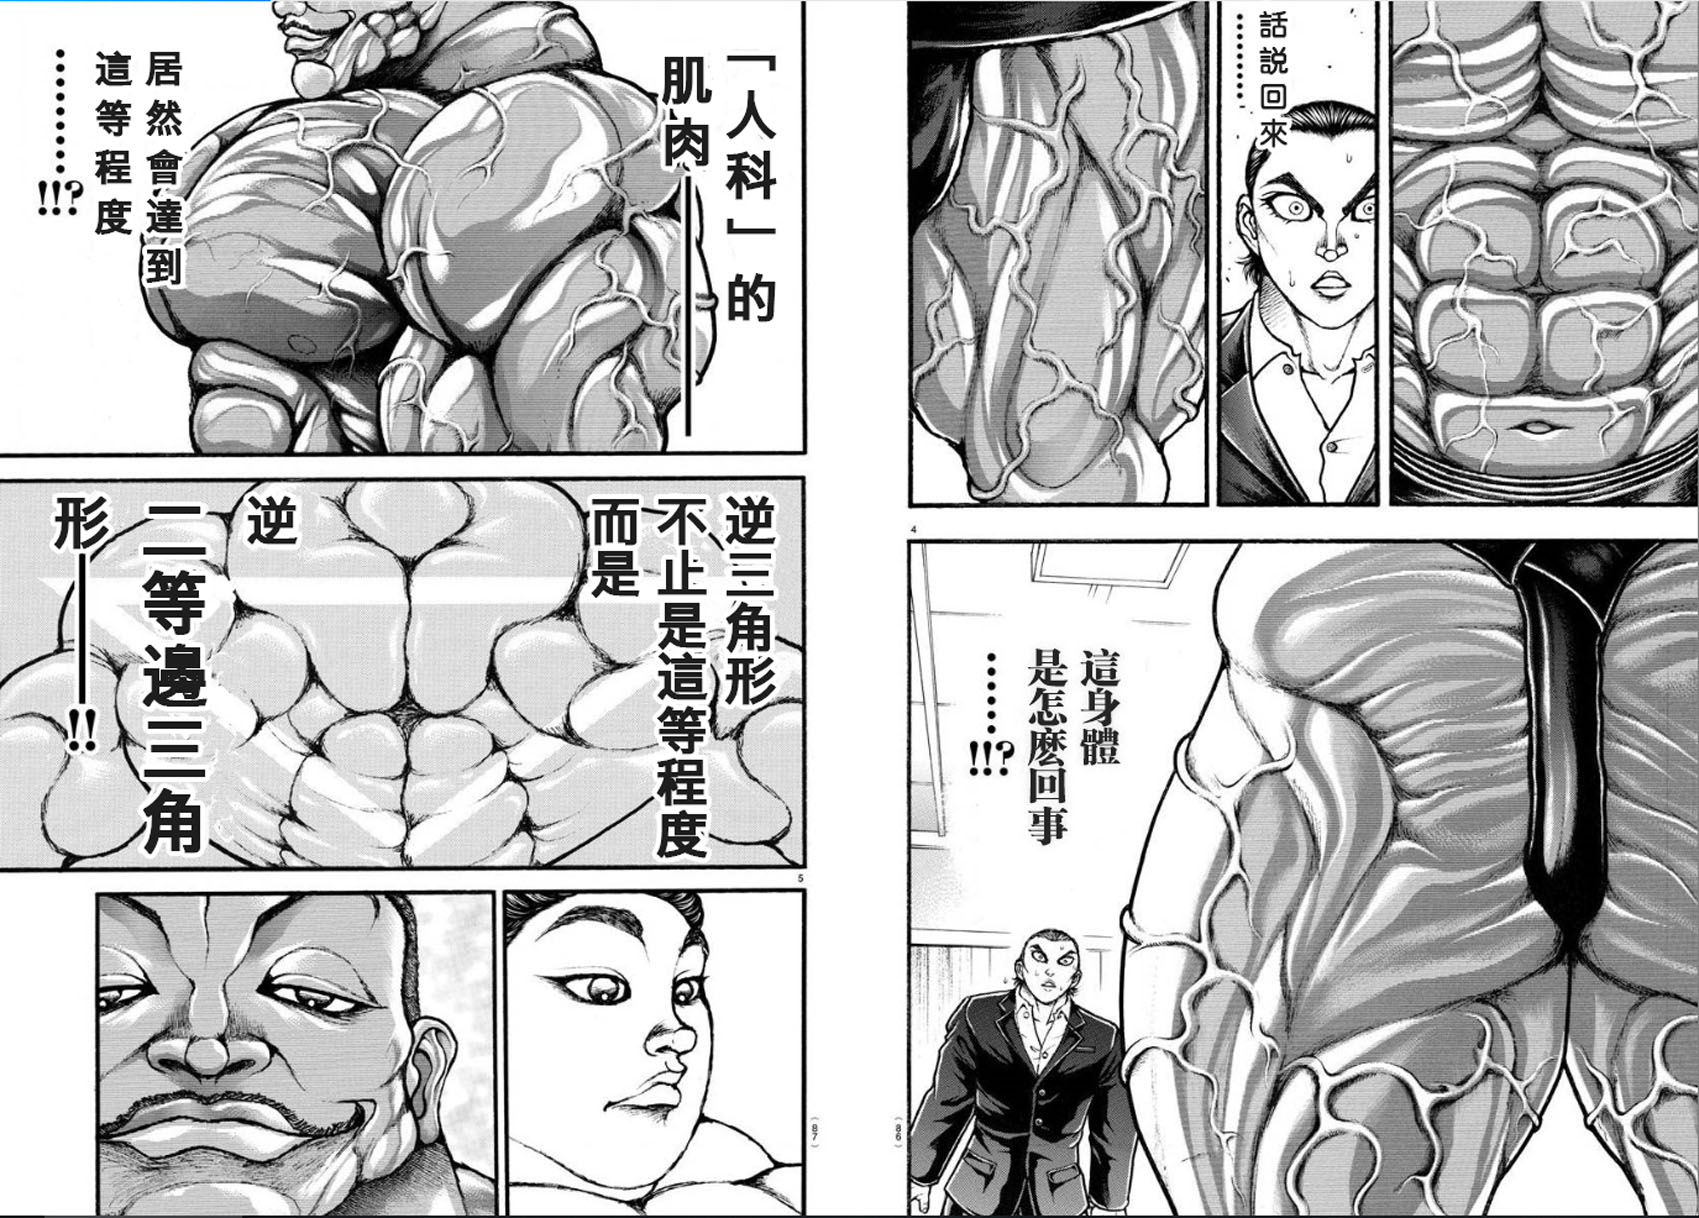 話説回來
………
4
這身體
是怎麽回事
……!!?
(86)
「人科」的
肌肉——
居然會達到
這等程度
………!!?
逆三角形
不止是這等程度
而是
逆
二等邊三角
形——!!
5
(87)